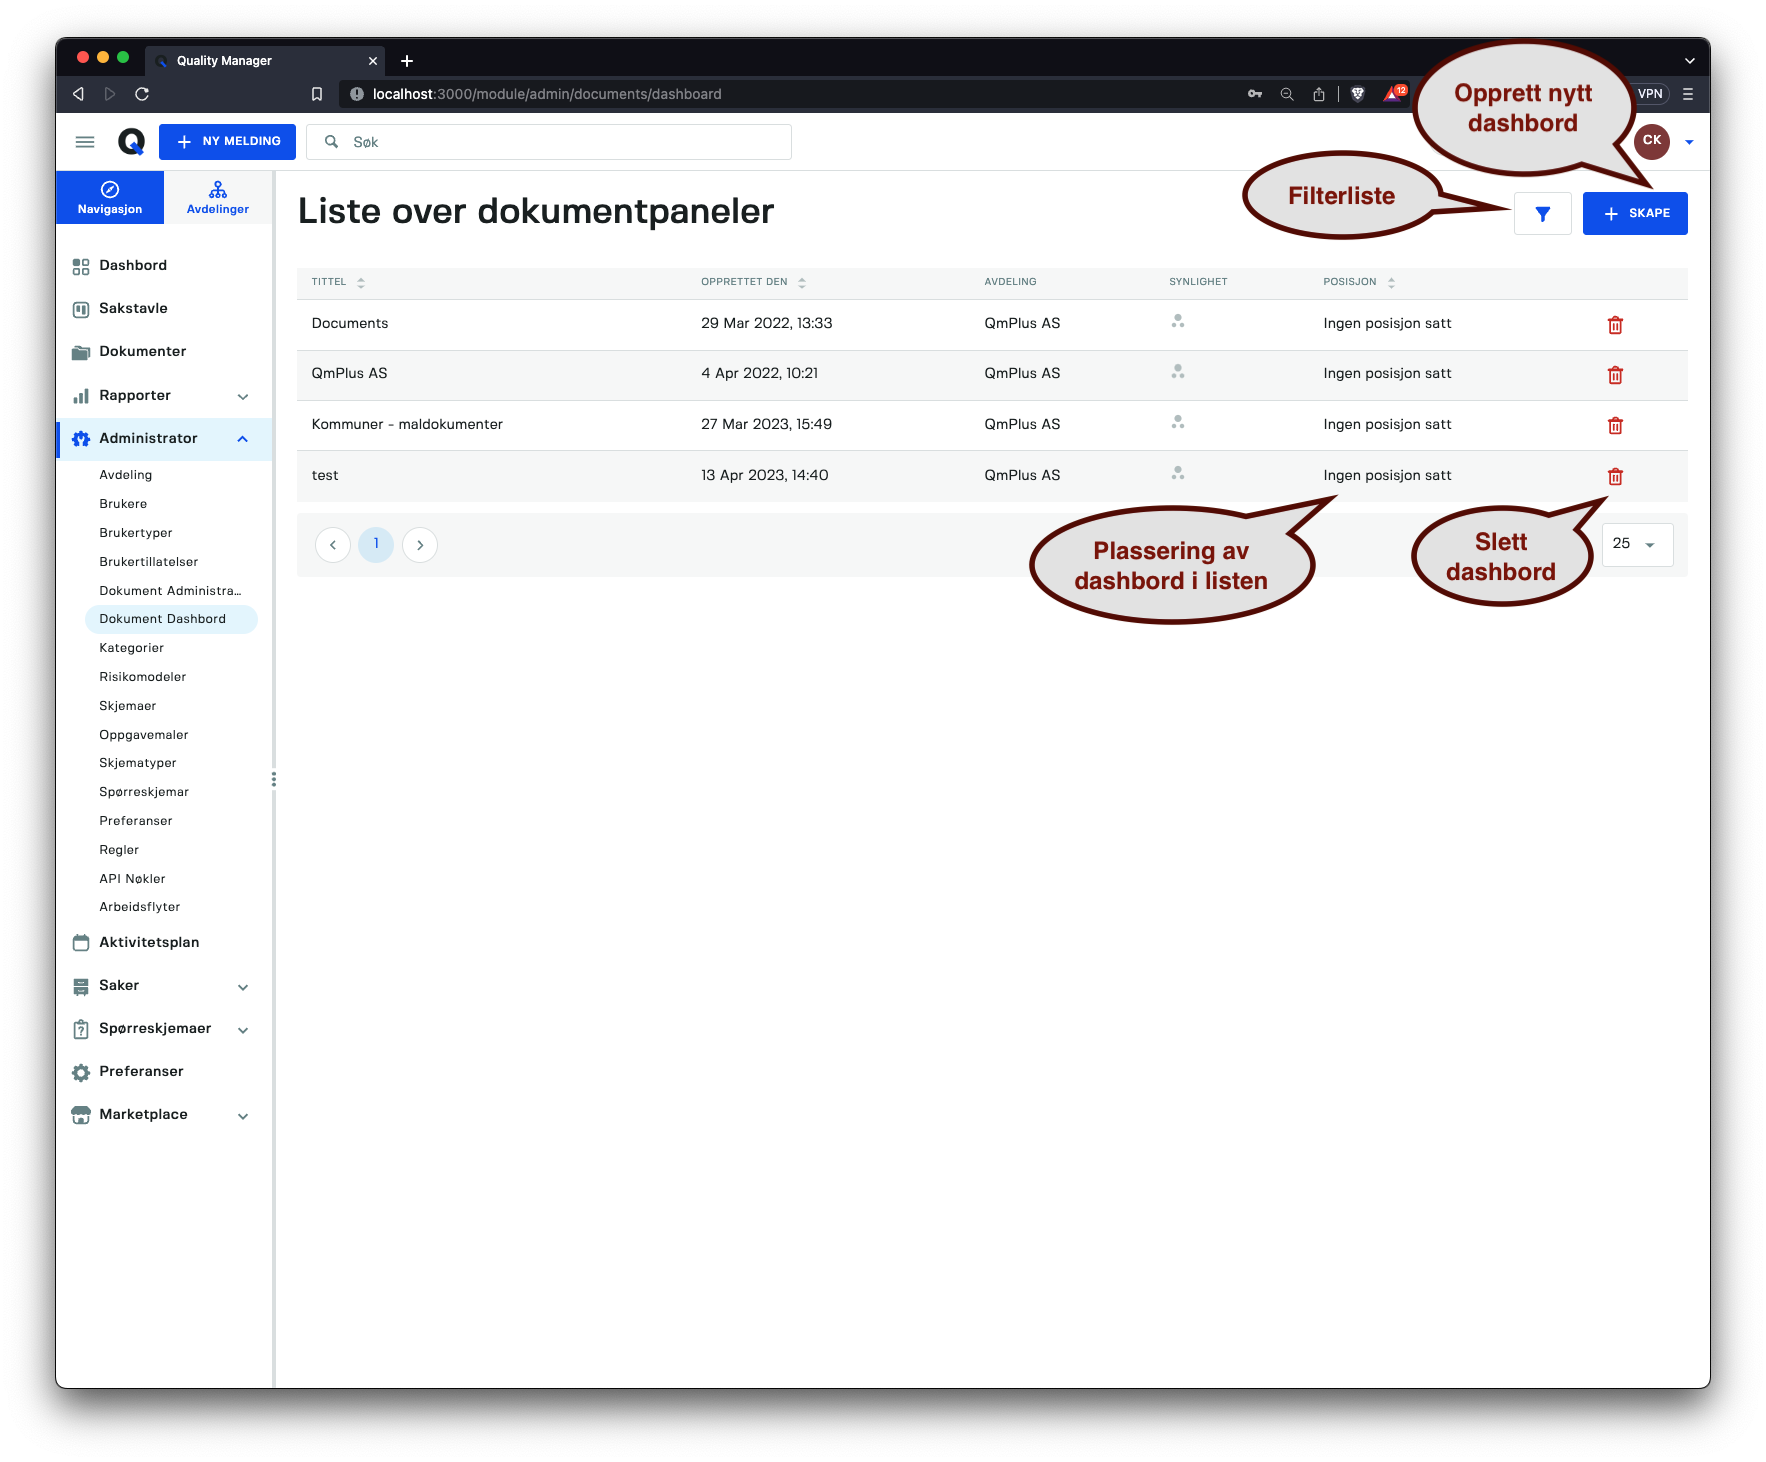 Quality Manager
localhost:3000/module/admin/documents/dashboard
12
VPN
Opprett nytt
dashbord
NY MELDING
Søk
CK
Filterliste
Navigasjon
Avdelinger
Liste over dokumentpaneler
SKAPE
Dashbord
Sakstavle
Dokumenter
Rapporter
Administrator
Avdeling
Brukere
Brukertyper
Brukertillatelser
Dokument Administra...
Dokument Dashbord
Kategorier
Risikomodeler
Skjemaer
Oppgavemaler
Skjematyper
Spørreskjemar
Preferanser
Regler
API Nøkler
Arbeidsflyter
Aktivitetsplan
Saker
Spørreskjemaer
Preferanser
Marketplace
TITTEL OPPRETTET DEN AVDELING SYNLIGHET POSISJON
Documents 29 Mar 2022, 13:33 QmPlus AS Ingen posisjon satt
QmPlus AS 4 Apr 2022, 10:21 QmPlus AS Ingen posisjon satt
Kommuner - maldokumenter 27 Mar 2023, 15:49 QmPlus AS Ingen posisjon satt
test 13 Apr 2023, 14:40 QmPlus AS Ingen posisjon satt
1
Plassering av
dashbord i listen
Slett
dashbord
25